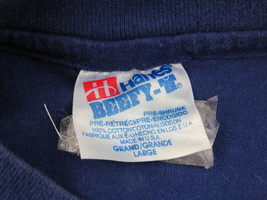 Hanes
BEEFY-T
PRE-SHRUNK
PRÉ-RÉTRÉCI/PRE-ENCOGIDO
100% COTTON/COTON/ALGODON
FABRIQUÉ AUX É-U/HECHO EN LOS E.U.A
MADE IN U.S.A.
GRAND/GRANDE
LARGE